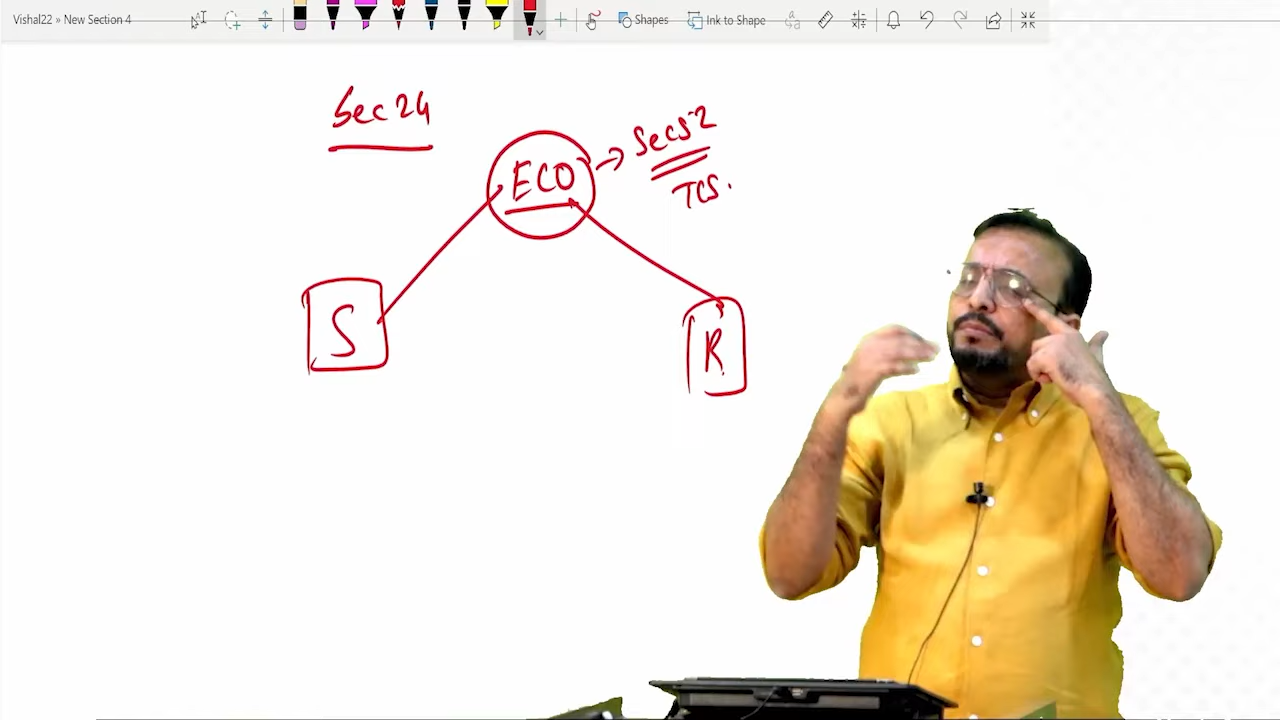 Vishal22 » New Section 4
Shapes
Ink to Shape
Sec 24
ECO
Sec52
TCS.
S
R